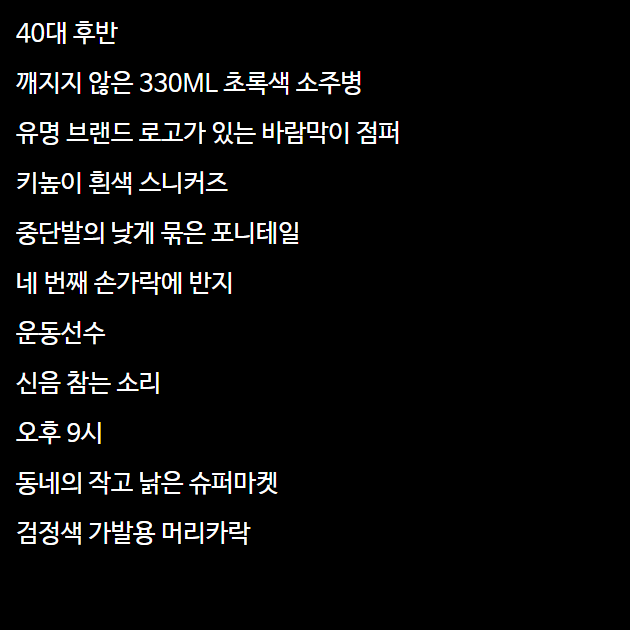 40대 후반
깨지지 않은 330ML 초록색 소주병
유명 브랜드 로고가 있는 바람막이 점퍼
키높이 흰색 스니커즈
중단발의 낮게 묶은 포니테일
네 번째 손가락에 반지
운동선수
신음 참는 소리
오후 9시
동네의 작고 낡은 슈퍼마켓
검정색 가발용 머리카락